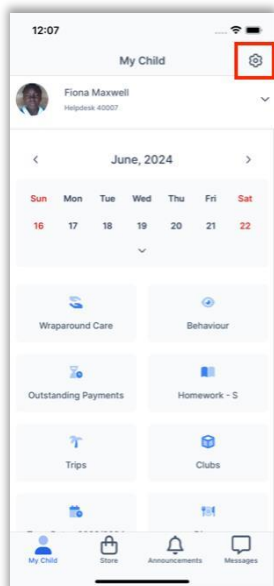 12:07
My Child
Fiona Maxwell
Helpdesk 40007
June, 2024
Sun Mon Tue Wed Thu Fri Sat
16 17 18 19 20 21 22
Wraparound Care Behaviour
Outstanding Payments Homework - S
Trips Clubs
My Child Store Announcements Messages